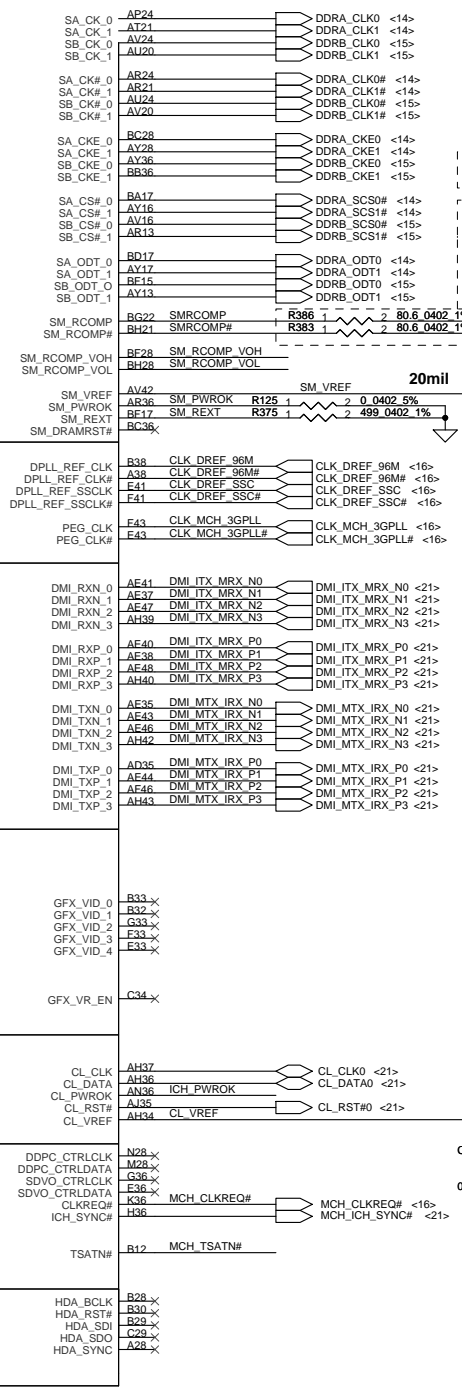 SA_CK_0 AP24 DDRA_CLK0 <14>
SA_CK_1 AT21 DDRA_CLK1 <14>
SB_CK_0 AV24 DDRB_CLK0 <15>
SB_CK_1 AU20 DDRB_CLK1 <15>
SA_CK#_0 AR24 DDRA_CLK0# <14>
SA_CK#_1 AR21 DDRA_CLK1# <14>
SB_CK#_0 AU24 DDRB_CLK0# <15>
SB_CK#_1 AV20 DDRB_CLK1# <15>
SA_CKE_0 BC28 DDRA_CKE0 <14>
SA_CKE_1 AY28 DDRA_CKE1 <14>
SB_CKE_0 AY36 DDRB_CKE0 <15>
SB_CKE_1 BB36 DDRB_CKE1 <15>
SA_CS#_0 BA17 DDRA_SCS0# <14>
SA_CS#_1 AY16 DDRA_SCS1# <14>
SB_CS#_0 AV16 DDRB_SCS0# <15>
SB_CS#_1 AR13 DDRB_SCS1# <15>
SA_ODT_0 BD17 DDRA_ODT0 <14>
SA_ODT_1 AY17 DDRA_ODT1 <14>
SB_ODT_O BF15 DDRB_ODT0 <15>
SB_ODT_1 AY13 DDRB_ODT1 <15>
SM_RCOMP BG22 SMRCOMP R386 1 2 80.6_0402_1%
SM_RCOMP# BH21 SMRCOMP# R383 1 2 80.6_0402_1%
SM_RCOMP_VOH BF28 SM_RCOMP_VOH
SM_RCOMP_VOL BH28 SM_RCOMP_VOL
20mil
SM_VREF AV42 SM_VREF
SM_PWROK AR36 SM_PWROK R125 1 2 0_0402_5%
SM_REXT BF17 SM_REXT R375 1 2 499_0402_1%
SM_DRAMRST# BC36
DPLL_REF_CLK B38 CLK_DREF_96M CLK_DREF_96M <16>
DPLL_REF_CLK# A38 CLK_DREF_96M# CLK_DREF_96M# <16>
DPLL_REF_SSCLK E41 CLK_DREF_SSC CLK_DREF_SSC <16>
DPLL_REF_SSCLK# F41 CLK_DREF_SSC# CLK_DREF_SSC# <16>
PEG_CLK F43 CLK_MCH_3GPLL CLK_MCH_3GPLL <16>
PEG_CLK# E43 CLK_MCH_3GPLL# CLK_MCH_3GPLL# <16>
DMI_RXN_0 AE41 DMI_ITX_MRX_N0 DMI_ITX_MRX_N0 <21>
DMI_RXN_1 AE37 DMI_ITX_MRX_N1 DMI_ITX_MRX_N1 <21>
DMI_RXN_2 AE47 DMI_ITX_MRX_N2 DMI_ITX_MRX_N2 <21>
DMI_RXN_3 AH39 DMI_ITX_MRX_N3 DMI_ITX_MRX_N3 <21>
DMI_RXP_0 AE40 DMI_ITX_MRX_P0 DMI_ITX_MRX_P0 <21>
DMI_RXP_1 AE38 DMI_ITX_MRX_P1 DMI_ITX_MRX_P1 <21>
DMI_RXP_2 AE48 DMI_ITX_MRX_P2 DMI_ITX_MRX_P2 <21>
DMI_RXP_3 AH40 DMI_ITX_MRX_P3 DMI_ITX_MRX_P3 <21>
DMI_TXN_0 AE35 DMI_MTX_IRX_N0 DMI_MTX_IRX_N0 <21>
DMI_TXN_1 AE43 DMI_MTX_IRX_N1 DMI_MTX_IRX_N1 <21>
DMI_TXN_2 AE46 DMI_MTX_IRX_N2 DMI_MTX_IRX_N2 <21>
DMI_TXN_3 AH42 DMI_MTX_IRX_N3 DMI_MTX_IRX_N3 <21>
DMI_TXP_0 AD35 DMI_MTX_IRX_P0 DMI_MTX_IRX_P0 <21>
DMI_TXP_1 AE44 DMI_MTX_IRX_P1 DMI_MTX_IRX_P1 <21>
DMI_TXP_2 AF46 DMI_MTX_IRX_P2 DMI_MTX_IRX_P2 <21>
DMI_TXP_3 AH43 DMI_MTX_IRX_P3 DMI_MTX_IRX_P3 <21>
GFX_VID_0 B33
GFX_VID_1 B32
GFX_VID_2 G33
GFX_VID_3 F33
GFX_VID_4 E33
GFX_VR_EN C34
CL_CLK AH37 CL_CLK0 <21>
CL_DATA AH36 CL_DATA0 <21>
CL_PWROK AN36 ICH_PWROK
CL_RST# AJ35 CL_RST#0 <21>
CL_VREF AH34 CL_VREF
DDPC_CTRLCLK N28
DDPC_CTRLDATA M28
SDVO_CTRLCLK G36
SDVO_CTRLDATA E36
CLKREQ# K36 MCH_CLKREQ# MCH_CLKREQ# <16>
ICH_SYNC# H36 MCH_ICH_SYNC# <21>
TSATN# B12 MCH_TSATN#
HDA_BCLK B28
HDA_RST# B30
HDA_SDI B29
HDA_SDO C29
HDA_SYNC A28